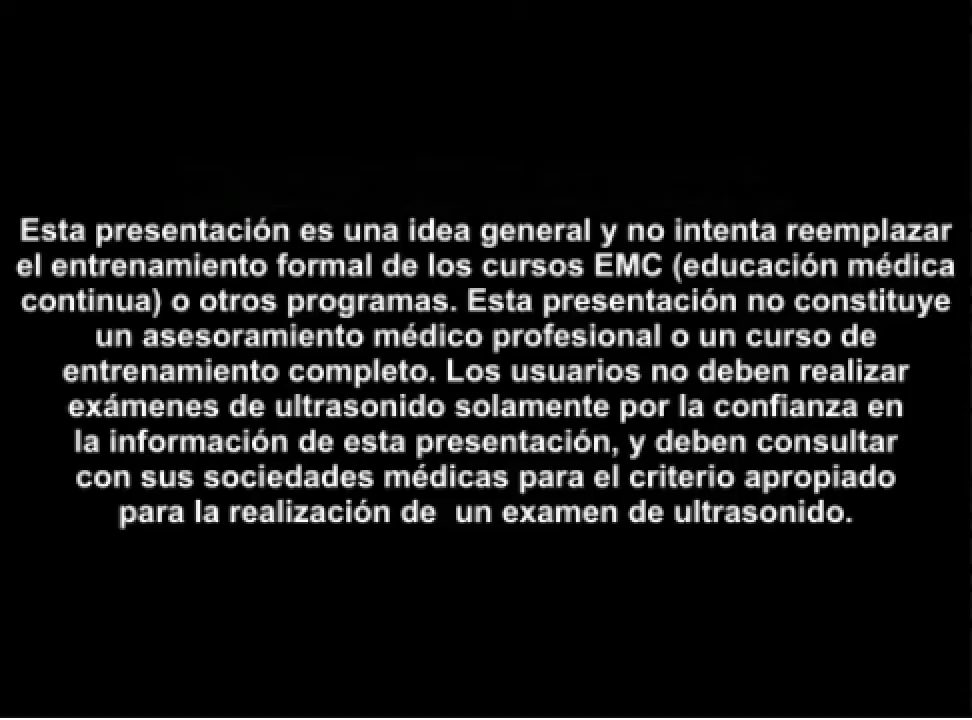 Esta presentación es una idea general y no intenta reemplazar
el entrenamiento formal de los cursos EMC (educación médica
continua) o otros programas. Esta presentación no constituye
un asesoramiento médico profesional o un curso de
entrenamiento completo. Los usuarios no deben realizar
exámenes de ultrasonido solamente por la confianza en
la información de esta presentación, y deben consultar
con sus sociedades médicas para el criterio apropiado
para la realización de  un examen de ultrasonido.